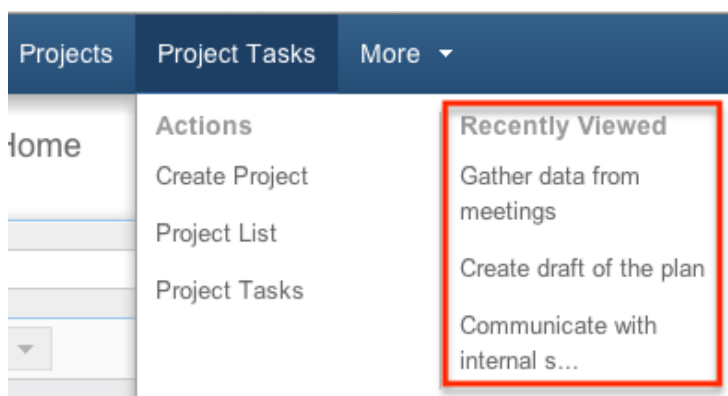 Projects Project Tasks More
Home
Actions
Create Project
Project List
Project Tasks
Recently Viewed
Gather data from
meetings
Create draft of the plan
Communicate with
internal s...